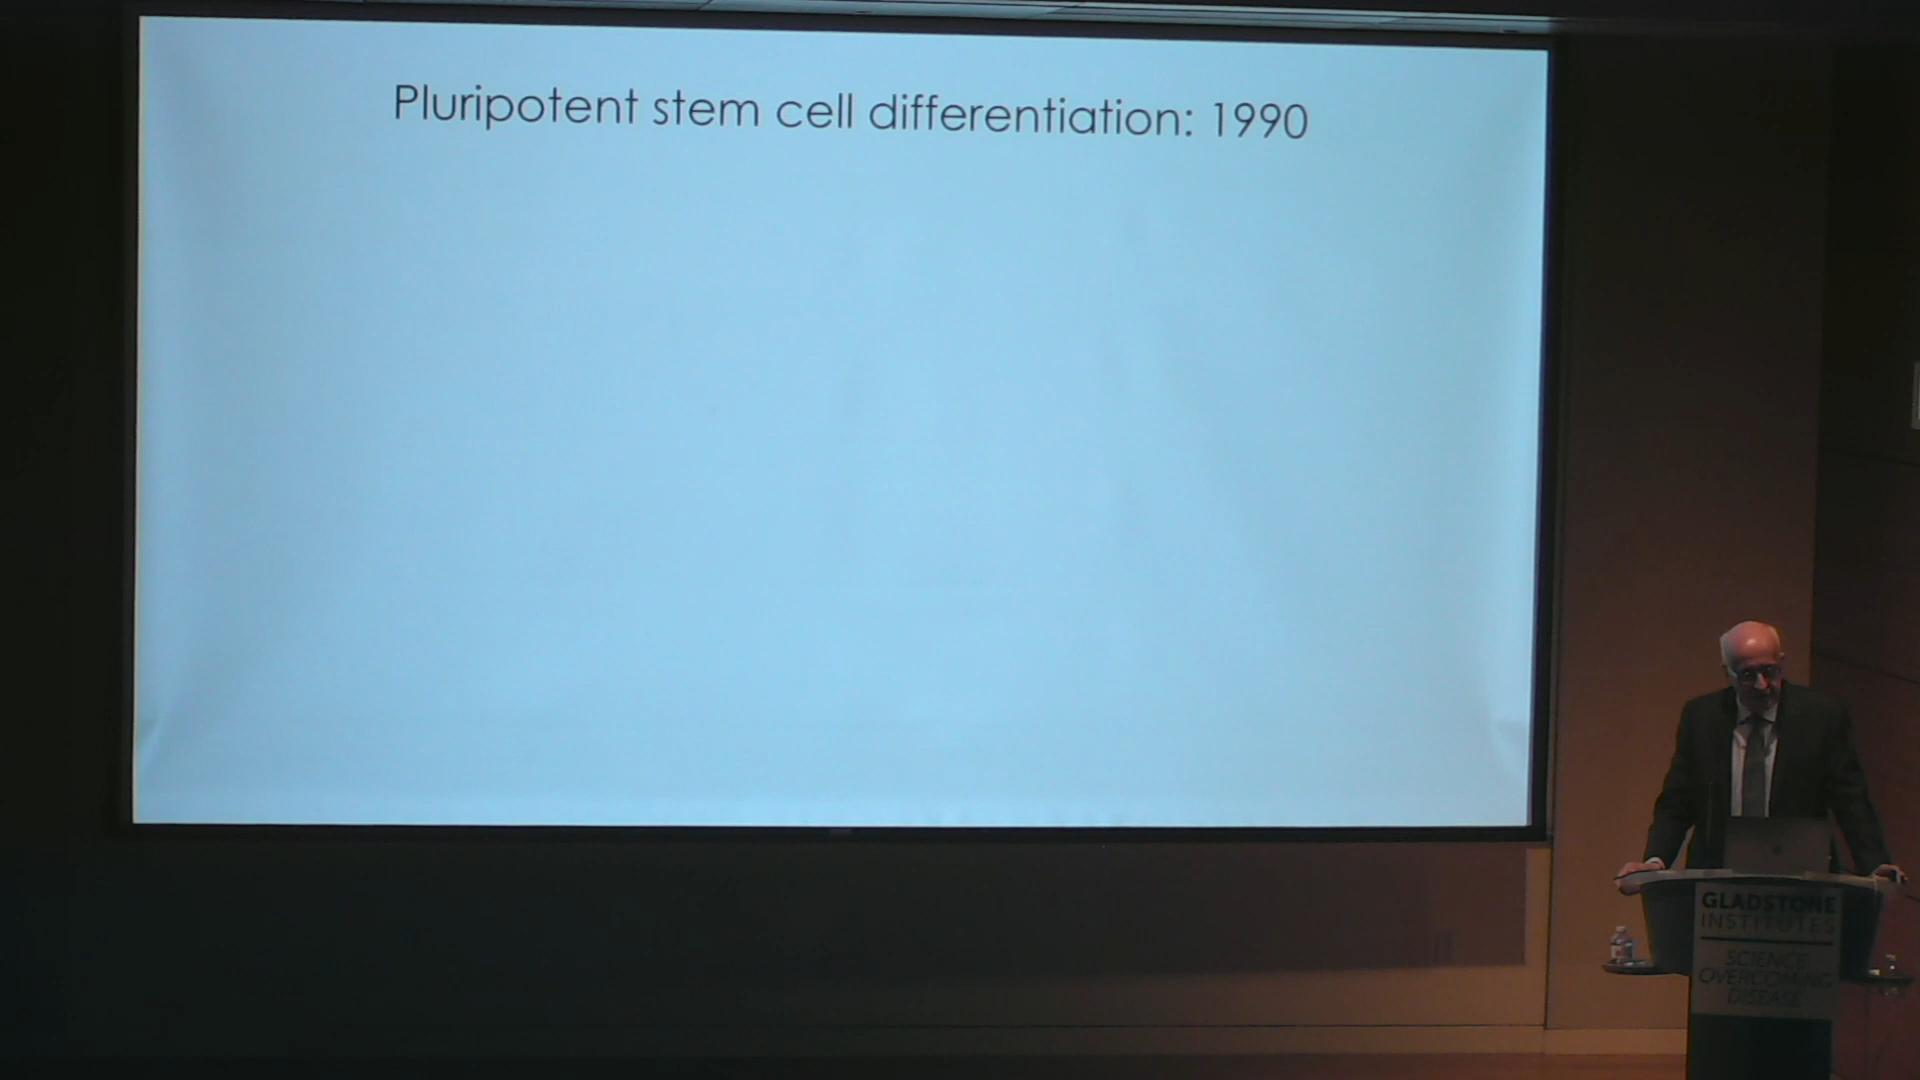 Pluripotent stem cell differentiation: 1990
GLADSTONE
INSTITUTES
SCIENCE
OVERCOMING
DISEASE